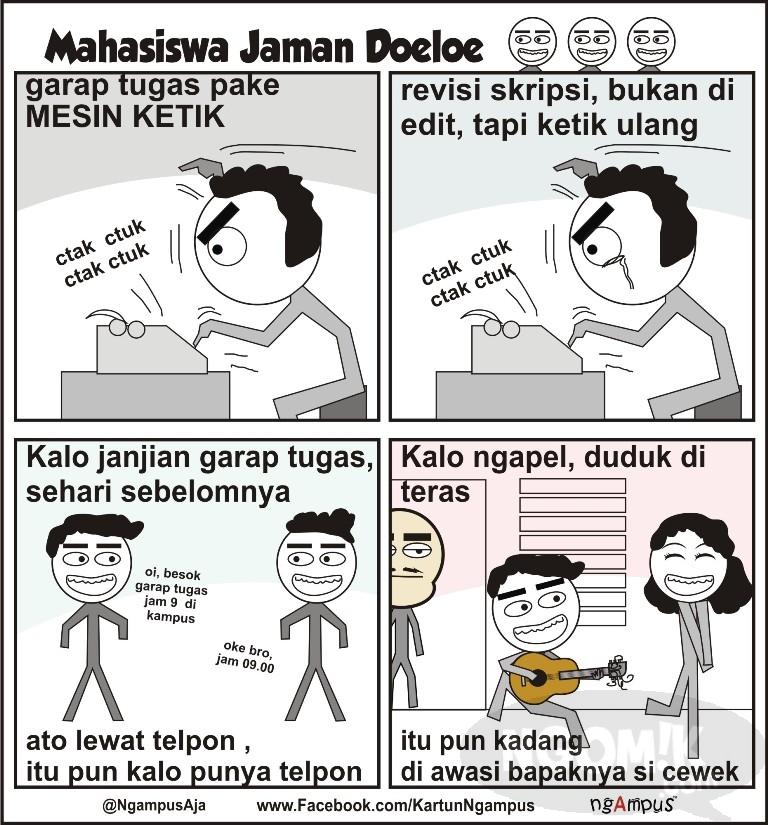 Mahasiswa Jaman Doeloe
garap tugas pake
MESIN KETIK
ctak ctuk
ctak ctuk
revisi skripsi, bukan di
edit, tapi ketik ulang
ctak ctuk
ctak ctuk
Kalo janjian garap tugas,
sehari sebelomnya
oi, besok
garap tugas
jam 9 di
kampus
oke bro,
jam 09.00
ato lewat telpon ,
itu pun kalo punya telpon
Kalo ngapel, duduk di
teras
itu pun kadang
di awasi bapaknya si cewek
NGOM!K
.com
@NgampusAja
www.Facebook.com/KartunNgampus
ngAmpus